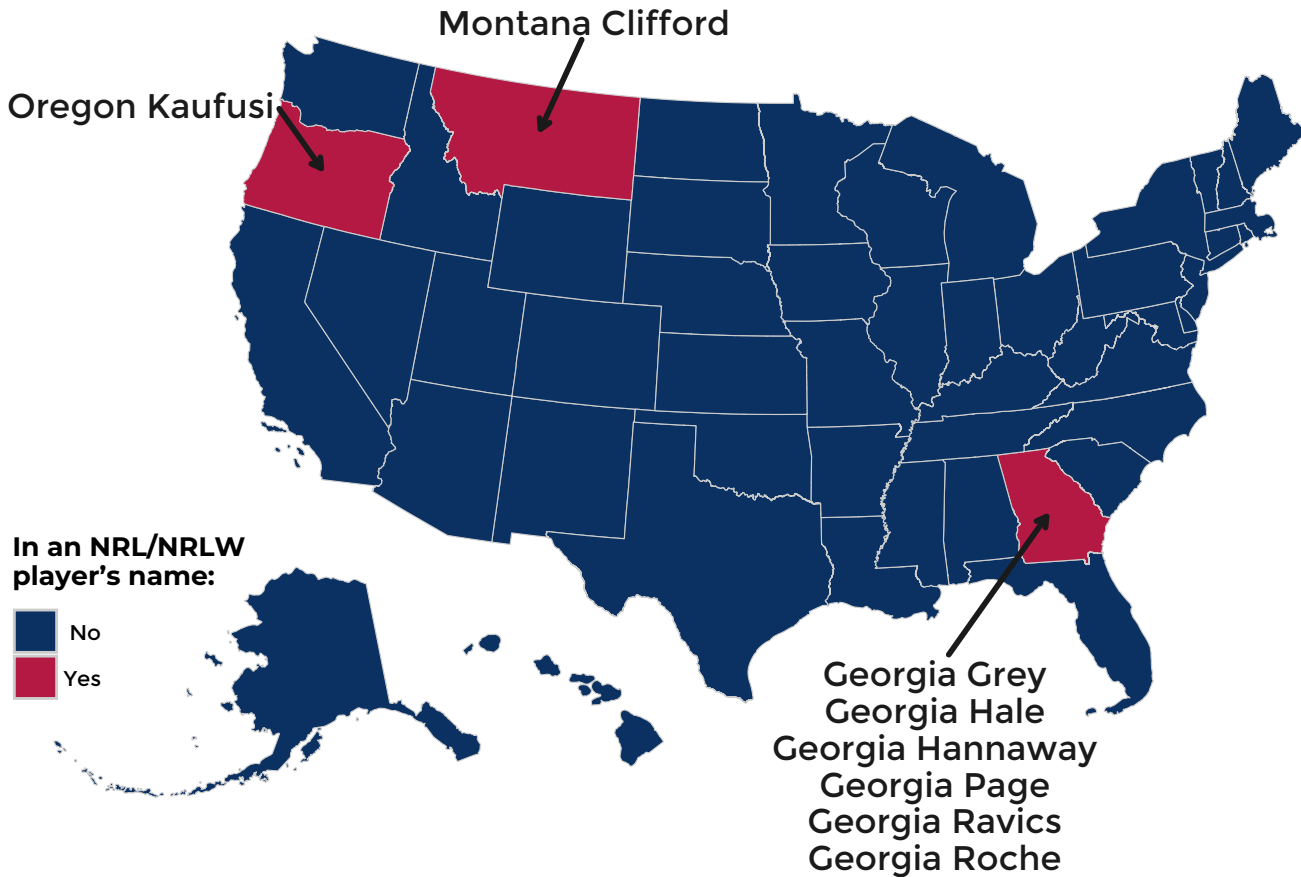 Montana Clifford
Oregon Kaufusi
In an NRL/NRLW
player's name:
No
Yes
Georgia Grey
Georgia Hale
Georgia Hannaway
Georgia Page
Georgia Ravics
Georgia Roche